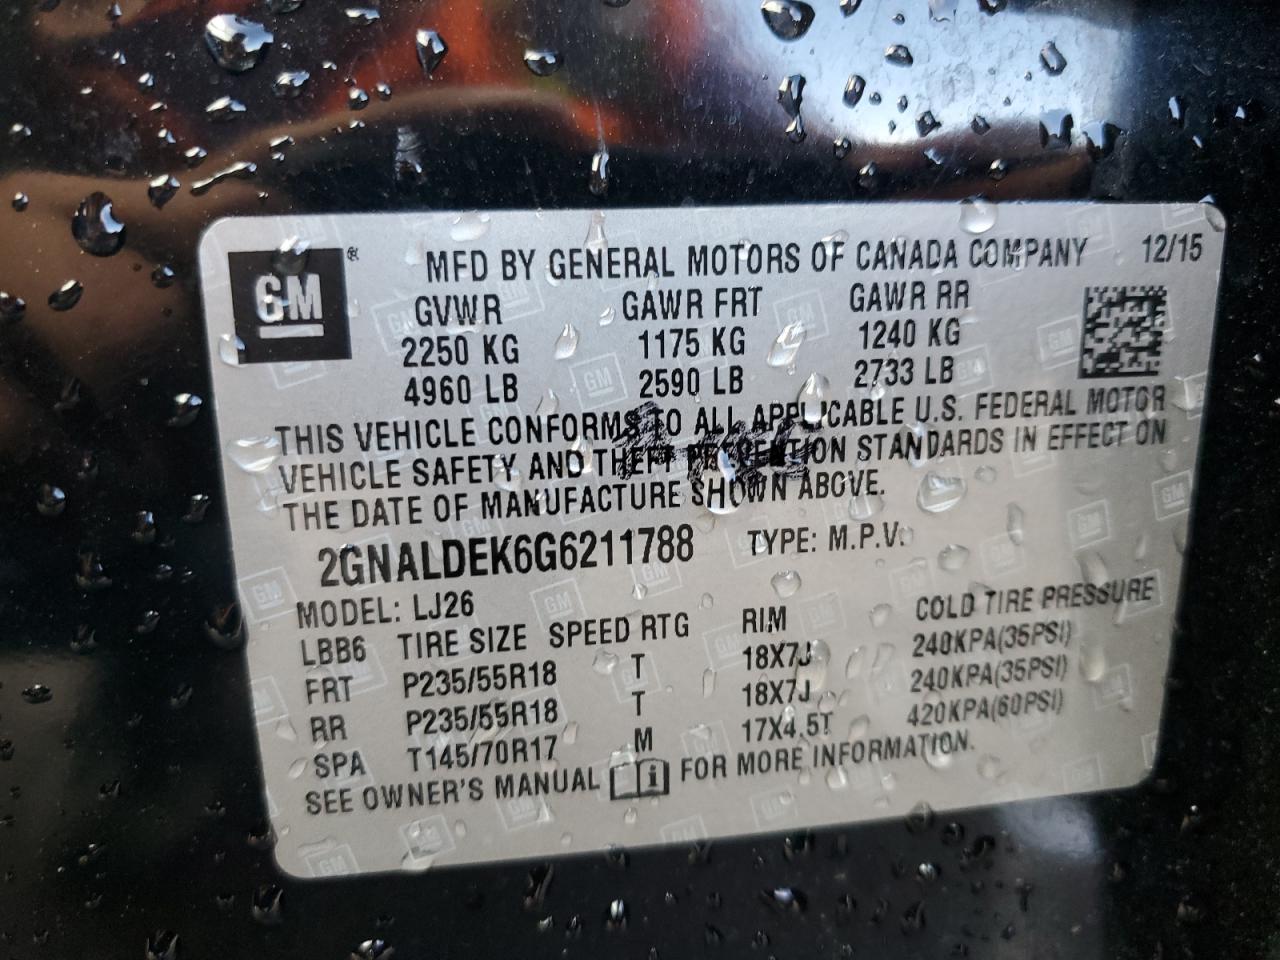 GM ® MFD BY GENERAL MOTORS OF CANADA COMPANY 12/15
GVWR GAWR FRT GAWR RR
2250 KG 1175 KG 1240 KG
4960 LB 2590 LB 2733 LB
THIS VEHICLE CONFORMS TO ALL APPLICABLE U.S. FEDERAL MOTOR
VEHICLE SAFETY AND THEFT PREVENTION STANDARDS IN EFFECT ON
THE DATE OF MANUFACTURE SHOWN ABOVE.
2GNALDEK6G6211788 TYPE: M.P.V.
MODEL: LJ26
LBB6 TIRE SIZE SPEED RTG RIM COLD TIRE PRESSURE
FRT P235/55R18 T 18X7J 240KPA(35PSI)
RR P235/55R18 T 18X7J 240KPA(35PSI)
SPA T145/70R17 M 17X4.5T 420KPA(60PSI)
SEE OWNER'S MANUAL FOR MORE INFORMATION.